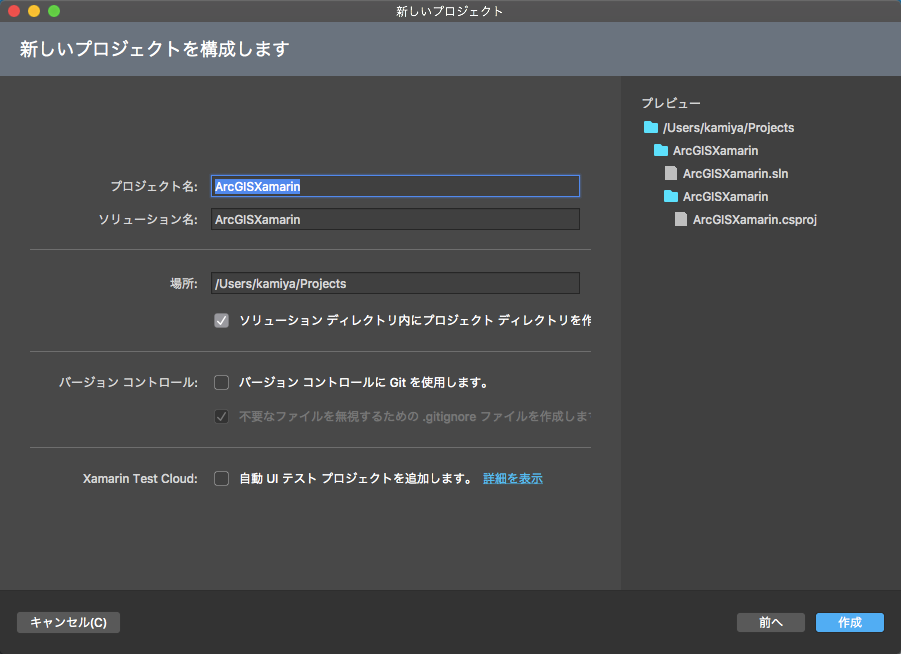 新しいプロジェクト
新しいプロジェクトを構成します
プロジェクト名: ArcGISXamarin
ソリューション名: ArcGISXamarin
場所: /Users/kamiya/Projects
ソリューション ディレクトリ内にプロジェクト ディレクトリを作
バージョン コントロール: バージョン コントロールに Git を使用します。
不要なファイルを無視するための .gitignore ファイルを作成しま
Xamarin Test Cloud: 自動 UI テスト プロジェクトを追加します。 詳細を表示
プレビュー
/Users/kamiya/Projects
ArcGISXamarin
ArcGISXamarin.sln
ArcGISXamarin
ArcGISXamarin.csproj
キャンセル(C)
前へ
作成